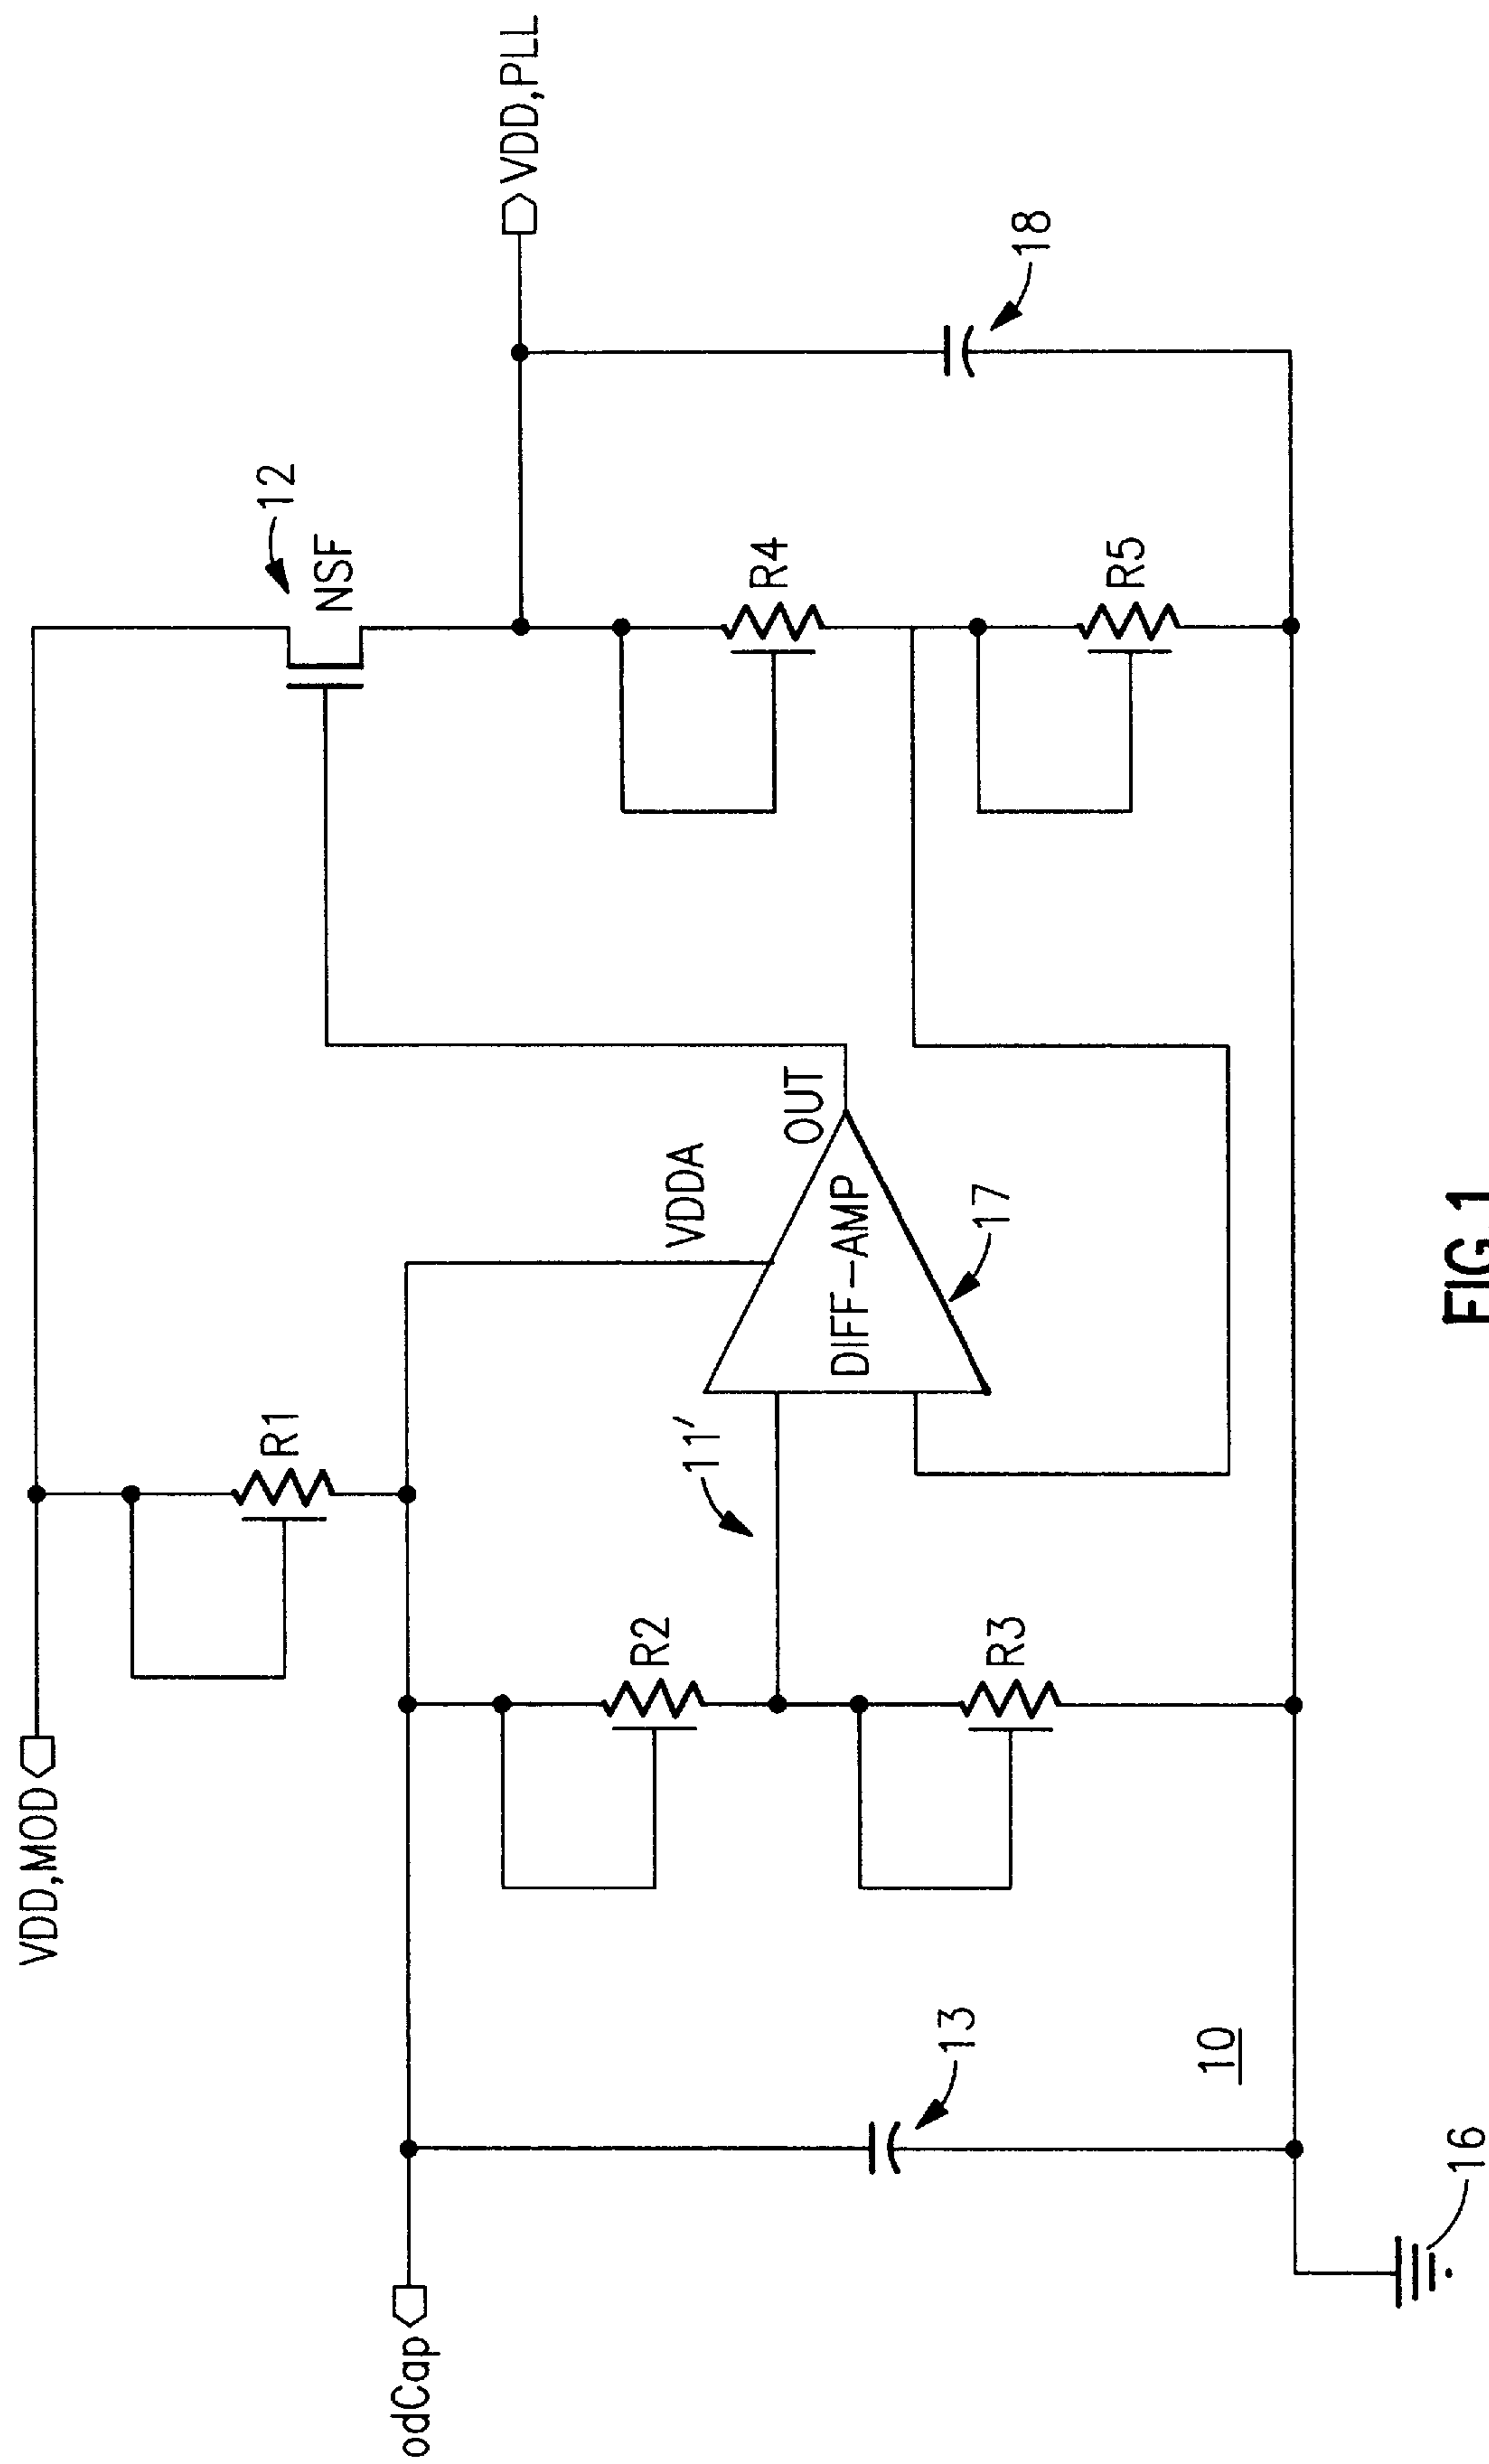 VDD,MOD
R1
12
NSF
VDD,PLL
odCap
VDDA
OUT
R2
11′
DIFF-AMP
R4
18
13
R3
17
R5
10
16
FIG.1